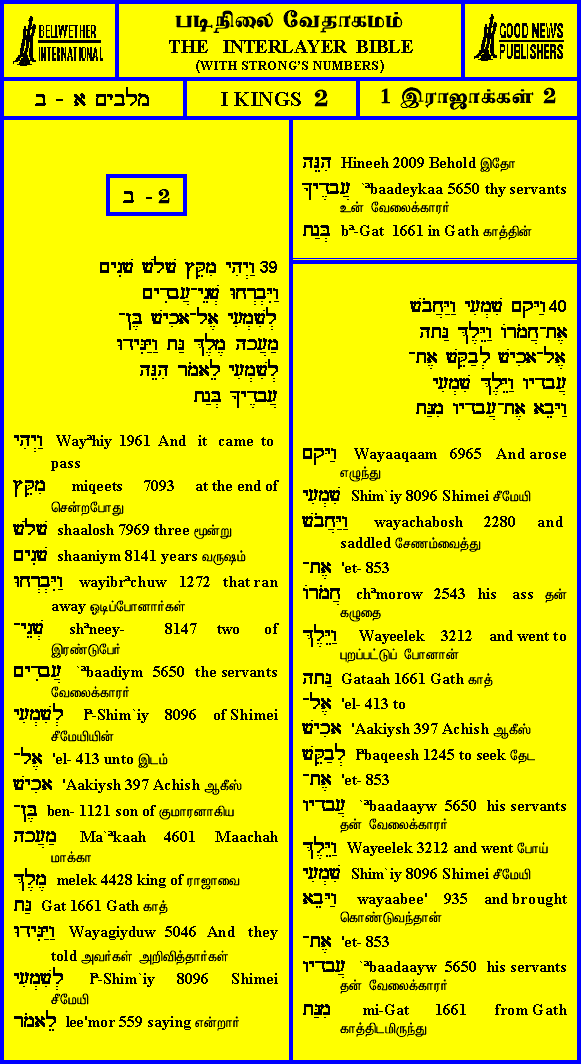 BELLWETHER
INTERNATIONAL
படிநிலை வேதாகமம்
THE INTERLAYER BIBLE
(WITH STRONG'S NUMBERS)
GOOD NEWS
PUBLISHERS
מלבים א - ב
I KINGS 2
1 இராஜாக்கள் 2
ב - 2
39 וַיְהִי מִקֵּץ שָׁלֹשׁ שָׁנִים
וַיִּבְרְחוּ שְׁנֵי־עֲבָדִים
לְשִׁמְעִי אֶל־אָכִישׁ בֶּן־
מַעֲכָה מֶלֶךְ גַּת וַיַּגִּידוּ
לְשִׁמְעִי לֵאמֹר הִנֵּה
עֲבָדֶיךָ בְּגַת
וַיְהִי Wayªhiy 1961 And it came to
pass
מִקֵּץ miqeets 7093 at the end of
சென்றபோது
שָׁלֹשׁ shaalosh 7969 three மூன்று
שָׁנִים shaaniym 8141 years வருஷம்
וַיִּבְרְחוּ wayibrªchuw 1272 that ran
away ஓடிப்போனார்கள்
שְׁנֵי־ shªneey- 8147 two of
இரண்டுபேர்
עֲבָדִים `ªbaadiym 5650 the servants
வேலைக்காரர்
לְשִׁמְעִי lª-Shim`iy 8096 of Shimei
சீமேயியின்
אֶל־ 'el- 413 unto இடம்
אָכִישׁ 'Aakiysh 397 Achish ஆகீஸ்
בֶּן־ ben- 1121 son of குமாரனாகிய
מַעֲכָה Ma`ªkaah 4601 Maachah
மாக்கா
מֶלֶךְ melek 4428 king of ராஜாவை
גַּת Gat 1661 Gath காத்
וַיַּגִּידוּ Wayagiyduw 5046 And they
told அவர்கள் அறிவித்தார்கள்
לְשִׁמְעִי lª-Shim`iy 8096 Shimei
சீமேயி
לֵאמֹר lee'mor 559 saying என்றார்
הִנֵּה Hineeh 2009 Behold இதோ
עֲבָדֶיךָ `ªbaadeykaa 5650 thy servants
உன் வேலைக்காரர்
בְּגַת bª-Gat 1661 in Gath காத்தின்
40 וַיָּקָם שִׁמְעִי וַיַּחֲבֹשׁ
אֶת־חֲמֹרוֹ וַיֵּלֶךְ גַּתָה
אֶל־אָכִישׁ לְבַקֵּשׁ אֶת־
עֲבָדָיו וַיֵּלֶךְ שִׁמְעִי
וַיָּבֵא אֶת־עֲבָדָיו מִגַּת
וַיָּקָם Wayaaqaam 6965 And arose
எழுந்து
שִׁמְעִי Shim`iy 8096 Shimei சீமேயி
וַיַּחֲבֹשׁ wayachabosh 2280 and
saddled சேணம்வைத்து
אֶת־ 'et- 853
חֲמֹרוֹ chªmorow 2543 his ass தன்
கழுதை
וַיֵּלֶךְ Wayeelek 3212 and went to
புறப்பட்டுப் போனான்
גַּתָה Gataah 1661 Gath காத்
אֶל־ 'el- 413 to
אָכִישׁ 'Aakiysh 397 Achish ஆகீஸ்
לְבַקֵּשׁ lªbaqeesh 1245 to seek தேட
אֶת־ 'et- 853
עֲבָדָיו `ªbaadaayw 5650 his servants
தன் வேலைக்காரர்
וַיֵּלֶךְ Wayeelek 3212 and went போய்
שִׁמְעִי Shim`iy 8096 Shimei சீமேயி
וַיָּבֵא wayaabee' 935 and brought
கொண்டுவந்தான்
אֶת־ 'et- 853
עֲבָדָיו `ªbaadaayw 5650 his servants
தன் வேலைக்காரர்
מִגַּת mi-Gat 1661 from Gath
காத்திடமிருந்து